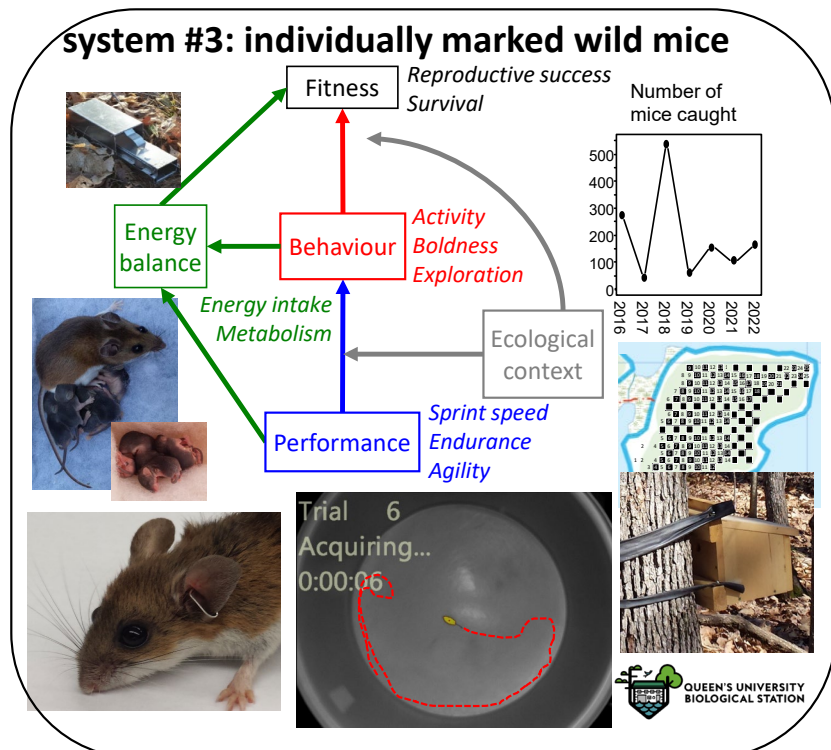 system #3: individually marked wild mice
Fitness
Reproductive success
Survival
Number of
mice caught
500
400
300
200
100
0
2016
2017
2018
2019
2020
2021
2022
Energy
balance
Behaviour
Activity
Boldness
Exploration
Energy intake
Metabolism
Ecological
context
Performance
Sprint speed
Endurance
Agility
Trial 6
Acquiring...
0:00:06
QUEEN'S UNIVERSITY
BIOLOGICAL STATION